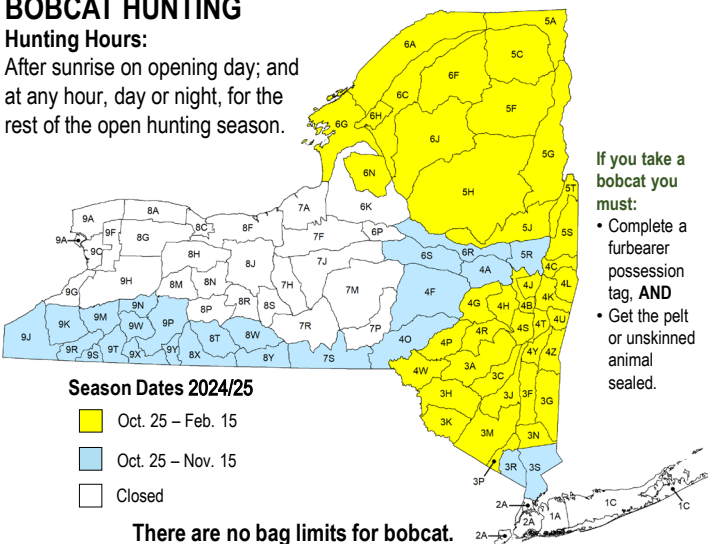 BOBCAT HUNTING
Hunting Hours:
After sunrise on opening day; and
at any hour, day or night, for the
rest of the open hunting season.
5A
6A
5C
6F
6C
5F
6H
6G
6J
5G
6N
5H
5T
7A
6K
9A
8A
8C
8F
9F
7F
6P
5J
5S
9A
8G
9C
6S
6R
5R
8H
8J
7J
4A
4C
9G
9H
8M
8N
7H
7M
4F
4J
4L
4K
9N
8R
8S
4G
4H
4B
9K
9M
9P
8P
4U
9W
7R
7P
4R
4S
4T
9J
8T
8W
4O
4P
9R
9S
9T
9X
9Y
8X
8Y
7S
4Y
4Z
4W
3A
3C
3H
3J
3F
3G
3K
3M
3N
3P
3R
3S
2A
2A
2A
1A
1C
1C
If you take a
bobcat you
must:
• Complete a
furbearer
possession
tag, AND
• Get the pelt
or unskinned
animal
sealed.
Season Dates 2024/25
Oct. 25 – Feb. 15
Oct. 25 – Nov. 15
Closed
There are no bag limits for bobcat.